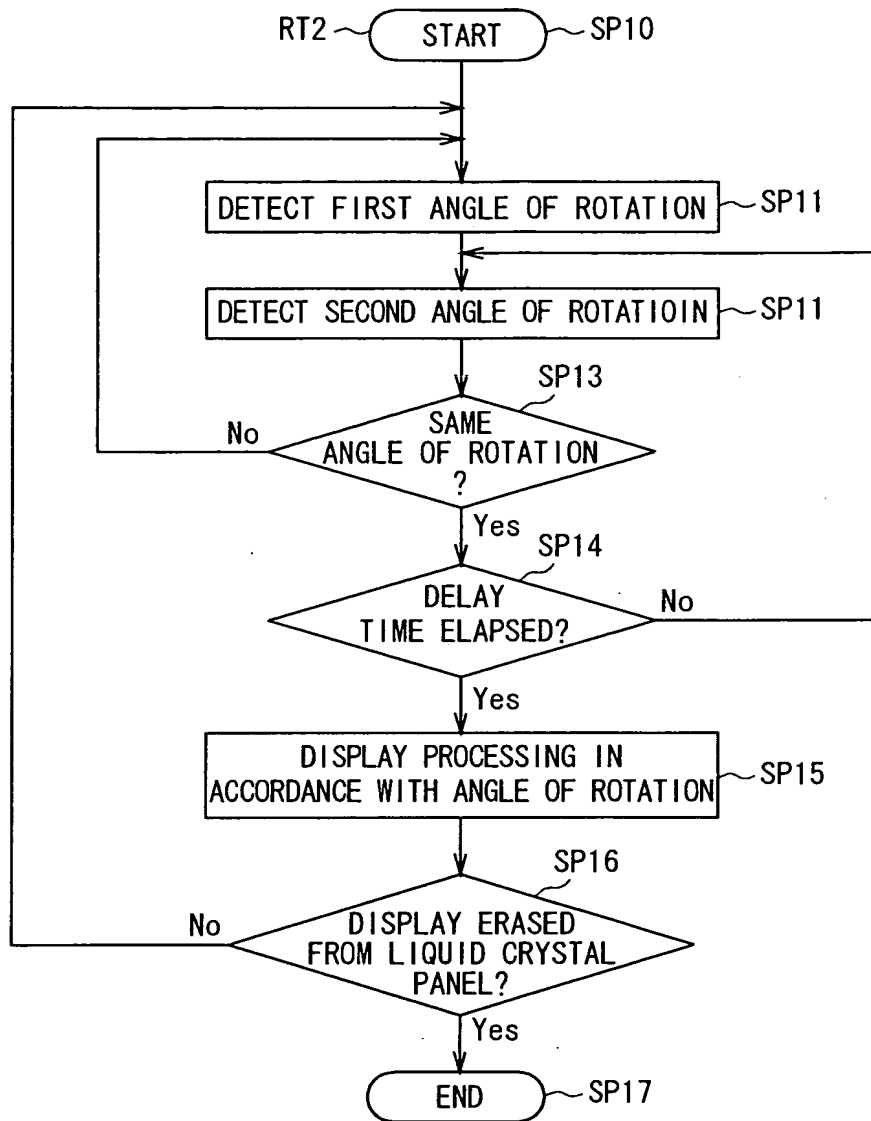 RT2 START SP10
DETECT FIRST ANGLE OF ROTATION SP11
DETECT SECOND ANGLE OF ROTATIOIN SP11
SP13
SAME
ANGLE OF ROTATION
?
No
Yes
SP14
DELAY
TIME ELAPSED?
No
Yes
DISPLAY PROCESSING IN
ACCORDANCE WITH ANGLE OF ROTATION
SP15
SP16
DISPLAY ERASED
FROM LIQUID CRYSTAL
PANEL?
No
Yes
END SP17